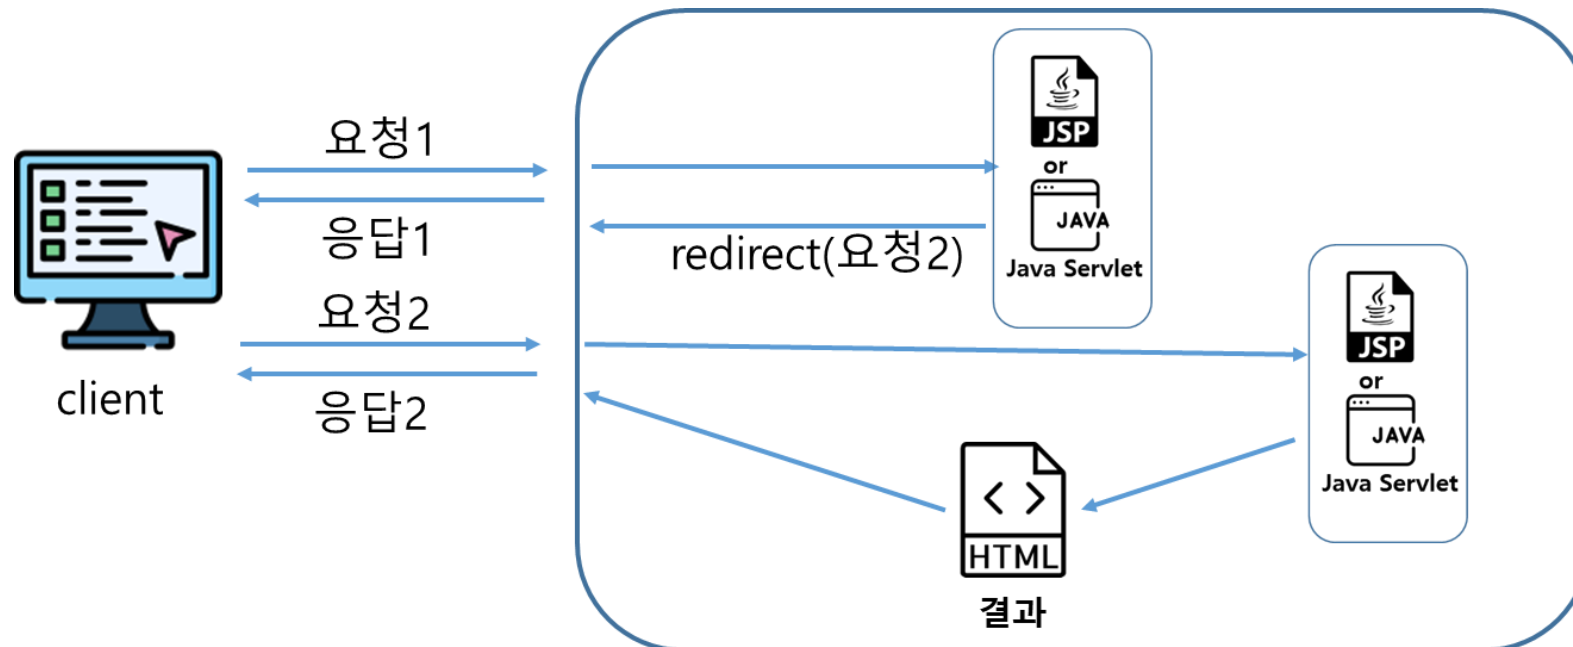 요청1
응답1
요청2
응답2
client
redirect(요청2)
JSP
or
JAVA
Java Servlet
JSP
or
JAVA
Java Servlet
HTML
결과